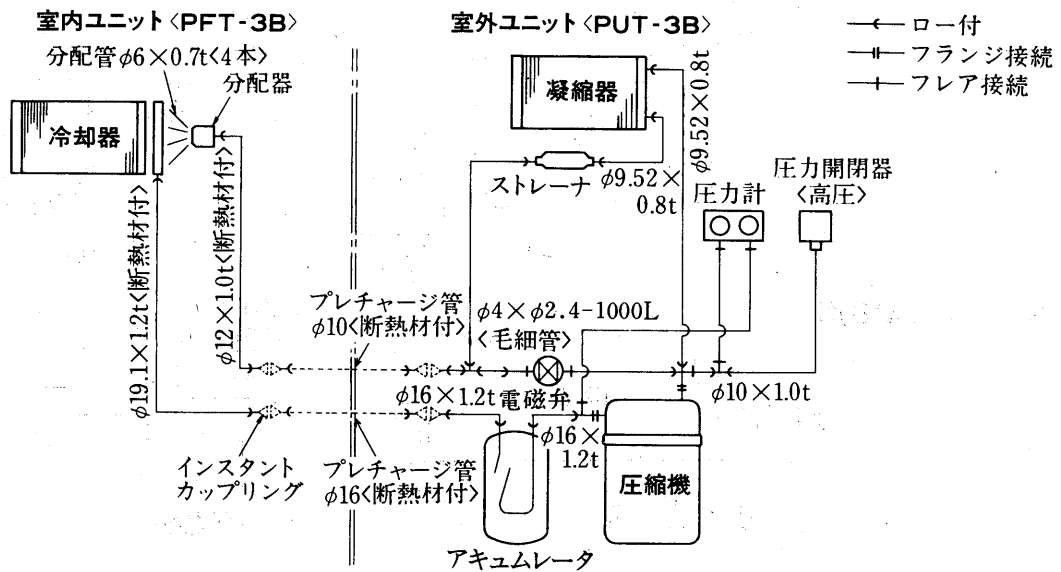 室内ユニット〈PFT-3B〉
室外ユニット〈PUT-3B〉
ロー付
フランジ接続
フレア接続
分配管φ6×0.7t<4本>
分配器
冷却器
凝縮器
φ9.52×0.8t
ストレーナ
φ9.52×
0.8t
圧力計
圧力開閉器
<高圧>
φ19.1×1.2t<断熱材付>
φ12×1.0t<断熱材付>
プレチャージ管
φ10<断熱材付>
φ4×φ2.4-1000L
<毛細管>
φ16×1.2t
電磁弁
φ10×1.0t
φ16×
1.2t
インスタント
カップリング
プレチャージ管
φ16<断熱材付>
圧縮機
アキュムレータ